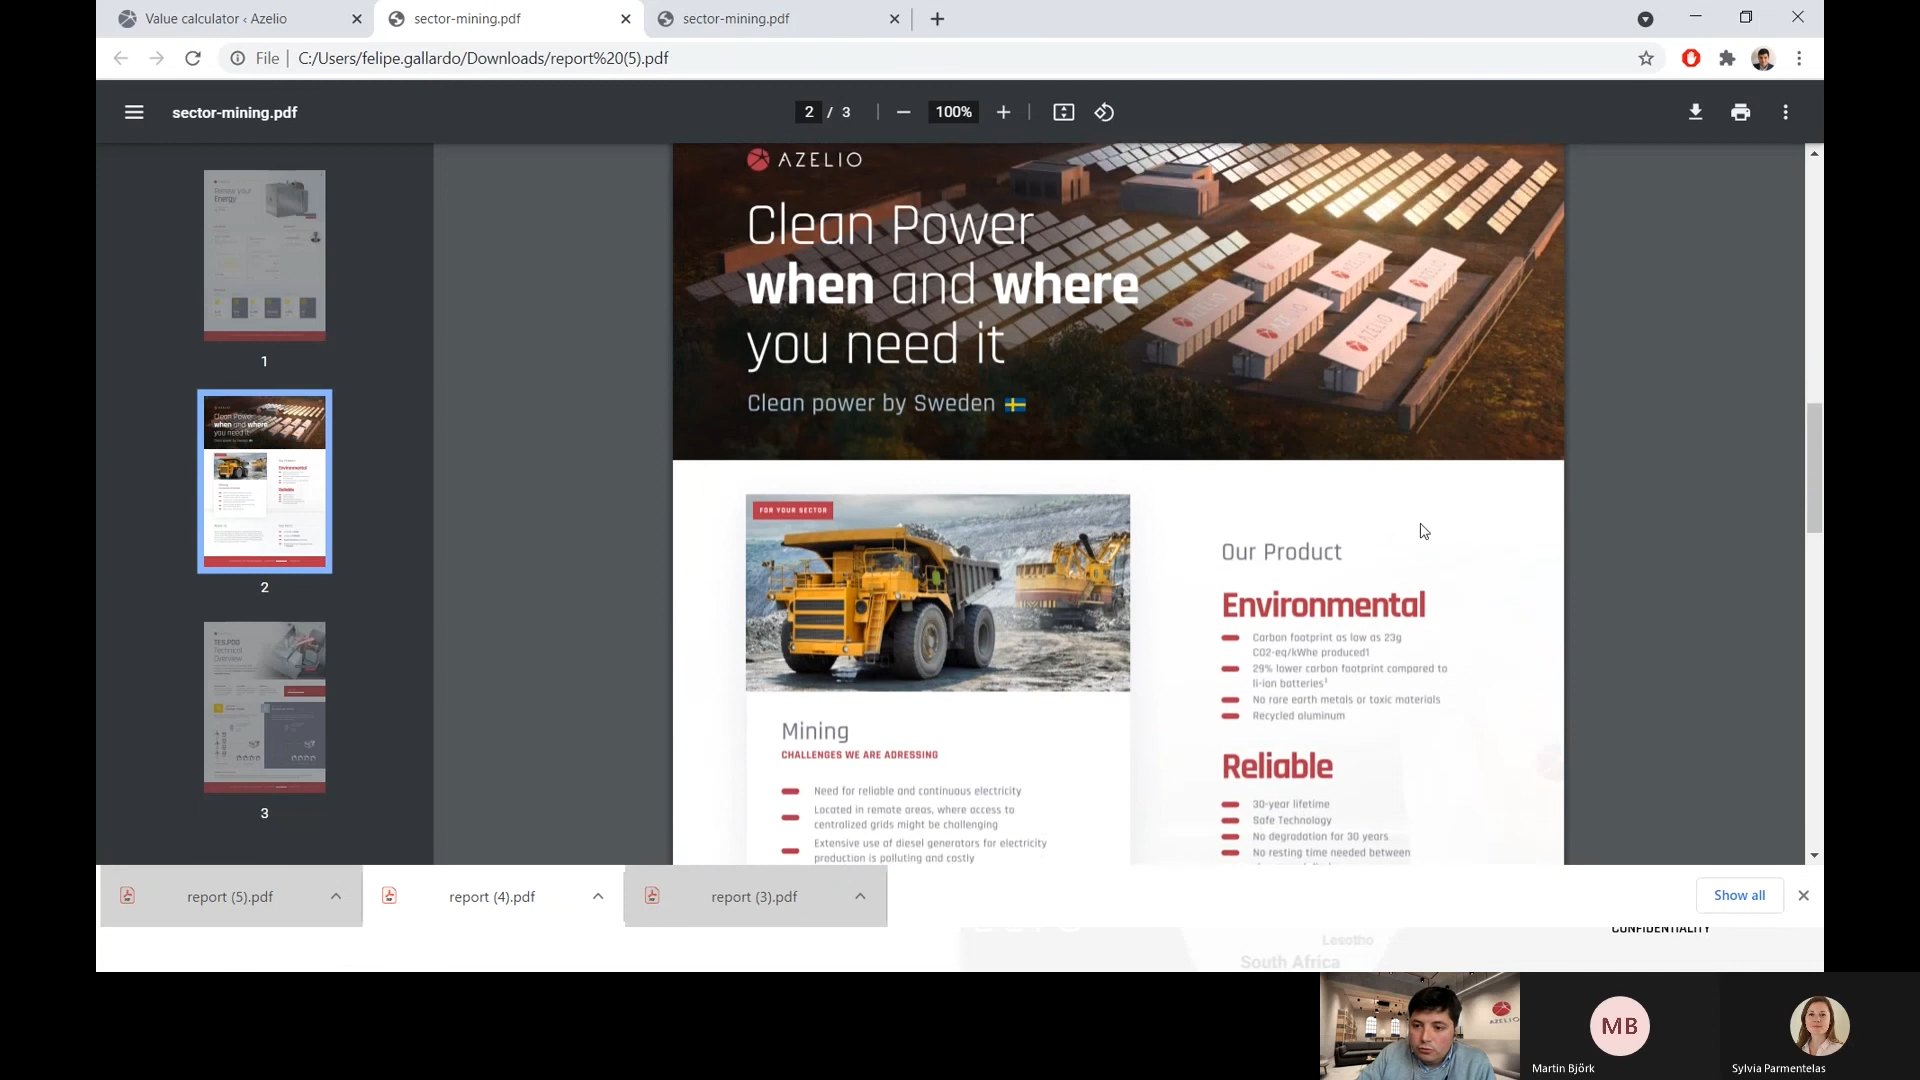 Value calculator ‹ Azelio
sector-mining.pdf
sector-mining.pdf
File
C:/Users/felipe.gallardo/Downloads/report%20(5).pdf
sector-mining.pdf
2 / 3
100%
1
2
3
AZELIO
Clean Power
when and where
you need it
Clean power by Sweden
FOR YOUR SECTOR
Mining
CHALLENGES WE ARE ADRESSING
Need for reliable and continuous electricity
Located in remote areas, where access to
centralized grids might be challenging
Extensive use of diesel generators for electricity
production is polluting and costly
Our Product
Environmental
Carbon footprint as low as 23g
CO2-eq/kWhe produced1
29% lower carbon footprint compared to
li-ion batteries¹
No rare earth metals or toxic materials
Recycled aluminum
Reliable
30-year lifetime
Safe Technology
No degradation for 30 years
No resting time needed between
report (5).pdf
report (4).pdf
report (3).pdf
Show all
CONFIDENTIALITY
Lesotho
South Africa
AZELIO
MB
Martin Björk
Sylvia Parmentelas